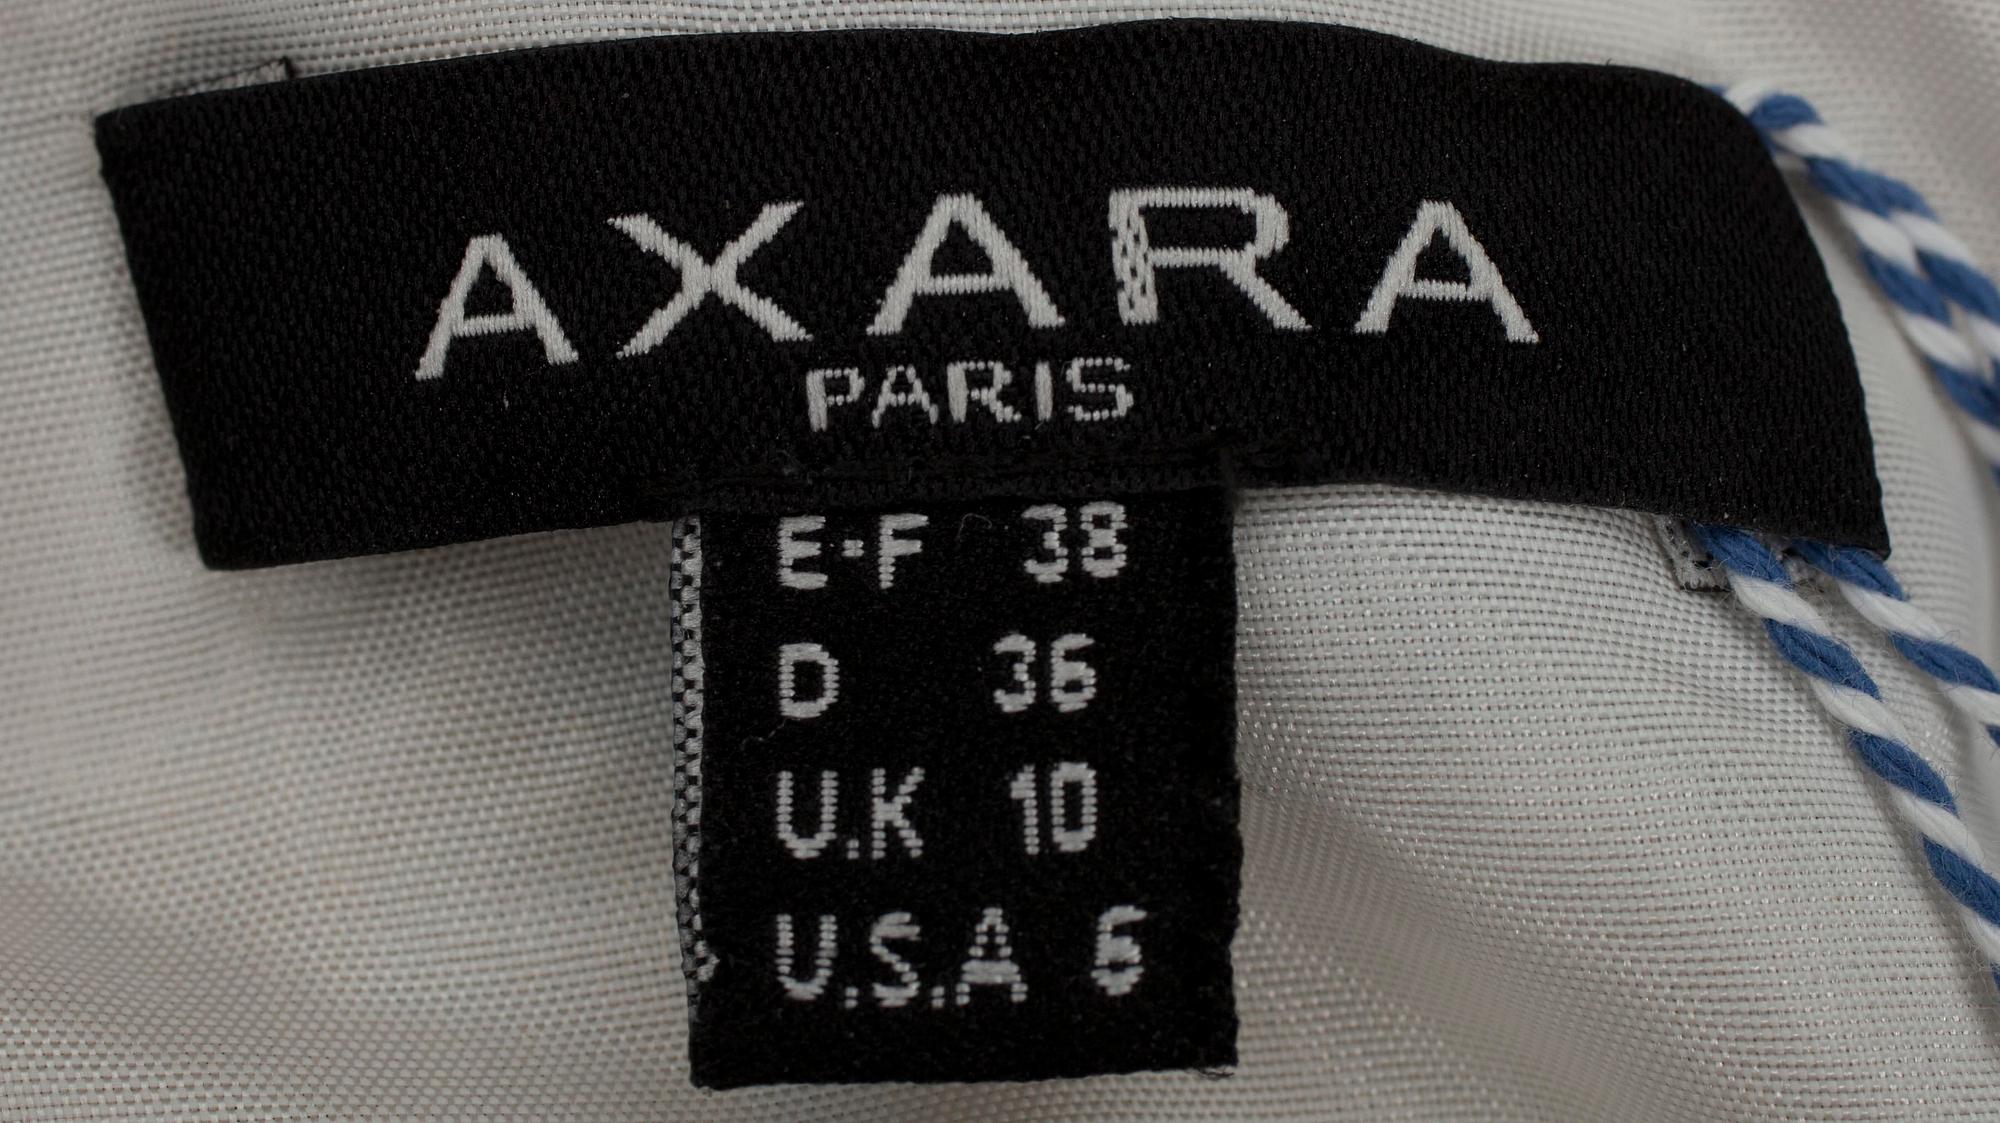 AXARA
PARIS
E·F 38
D 36
U.K 10
U.S.A 6